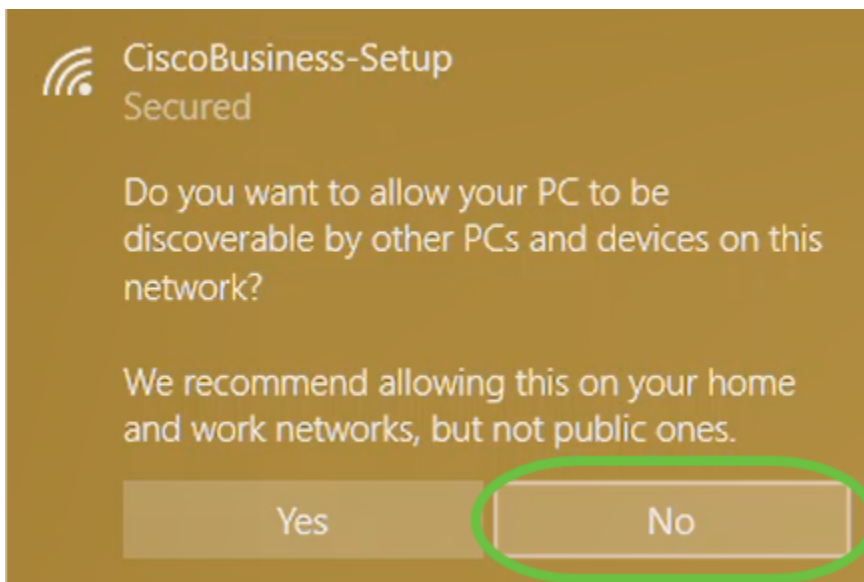 CiscoBusiness-Setup
Secured
Do you want to allow your PC to be
discoverable by other PCs and devices on this
network?
We recommend allowing this on your home
and work networks, but not public ones.
Yes
No